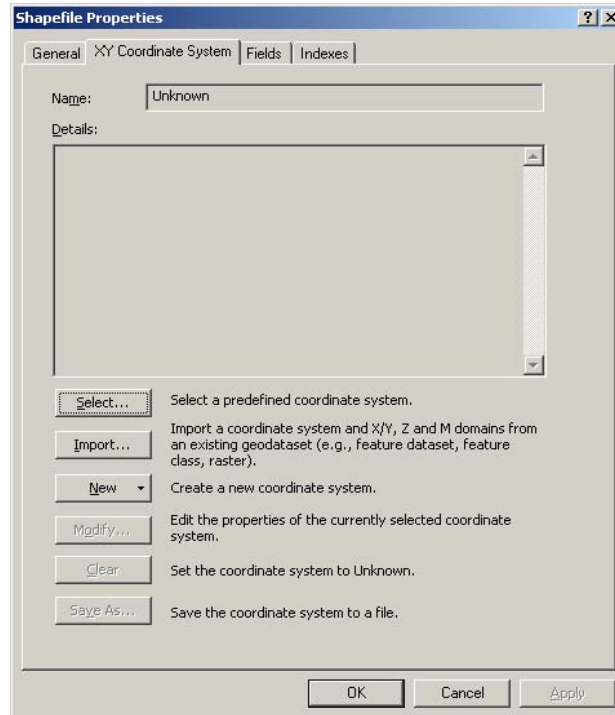 Shapefile Properties
? X
General XY Coordinate System Fields Indexes
Name: Unknown
Details:
Select... Select a predefined coordinate system.
Import a coordinate system and X/Y, Z and M domains from
Import... an existing geodataset (e.g., feature dataset, feature
class, raster).
New Create a new coordinate system.
Modify... Edit the properties of the currently selected coordinate
system.
Clear Set the coordinate system to Unknown.
Save As... Save the coordinate system to a file.
OK Cancel Apply